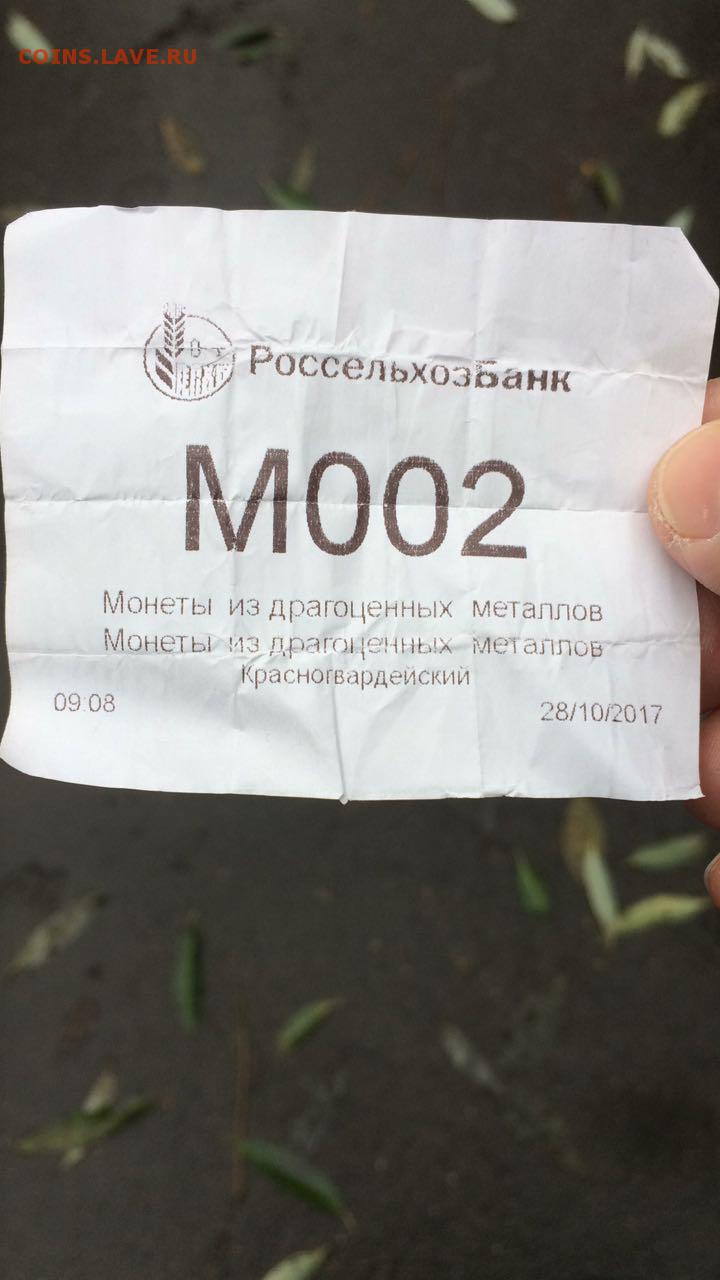 COINS.LAVE.RU
РоссельхозБанк
М002
Монеты из драгоценных металлов
Монеты из драгоценных металлов
Красногвардейский
09:08 28/10/2017